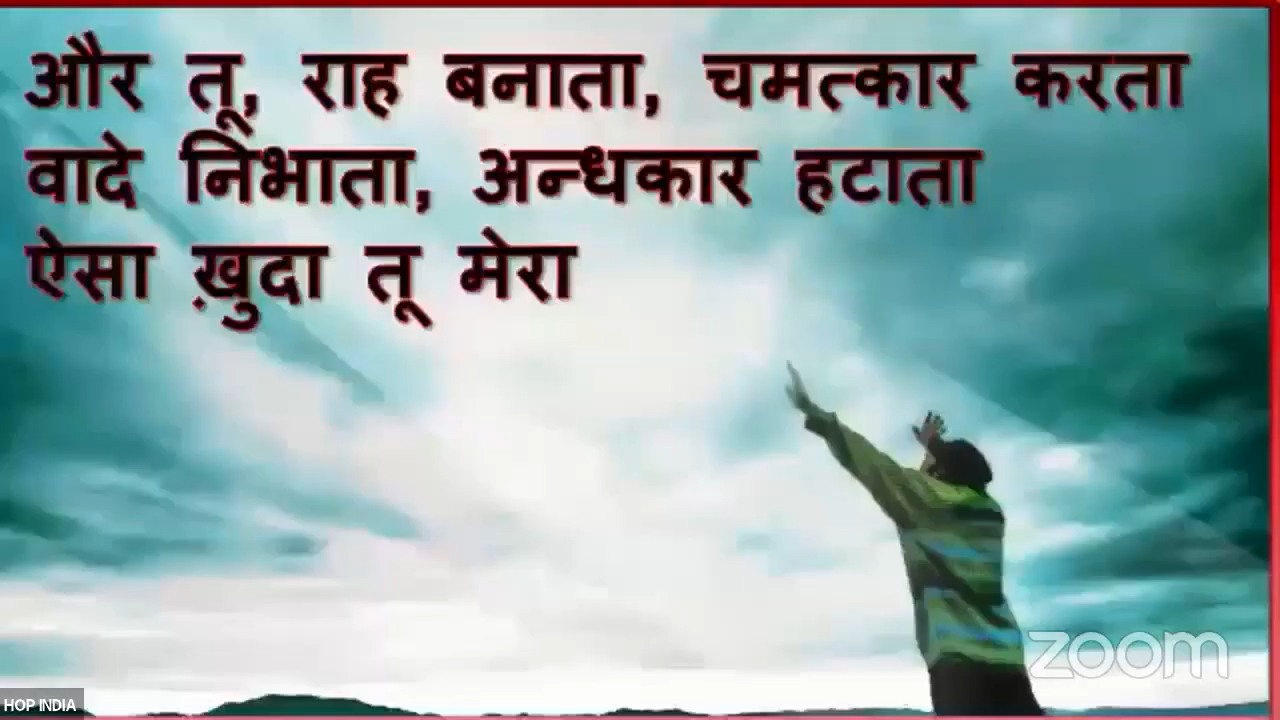 और तू, राह बनाता, चमत्कार करता
वादे निभाता, अन्धकार हटाता
ऐसा ख़ुदा तू मेरा
zoom
HOP INDIA